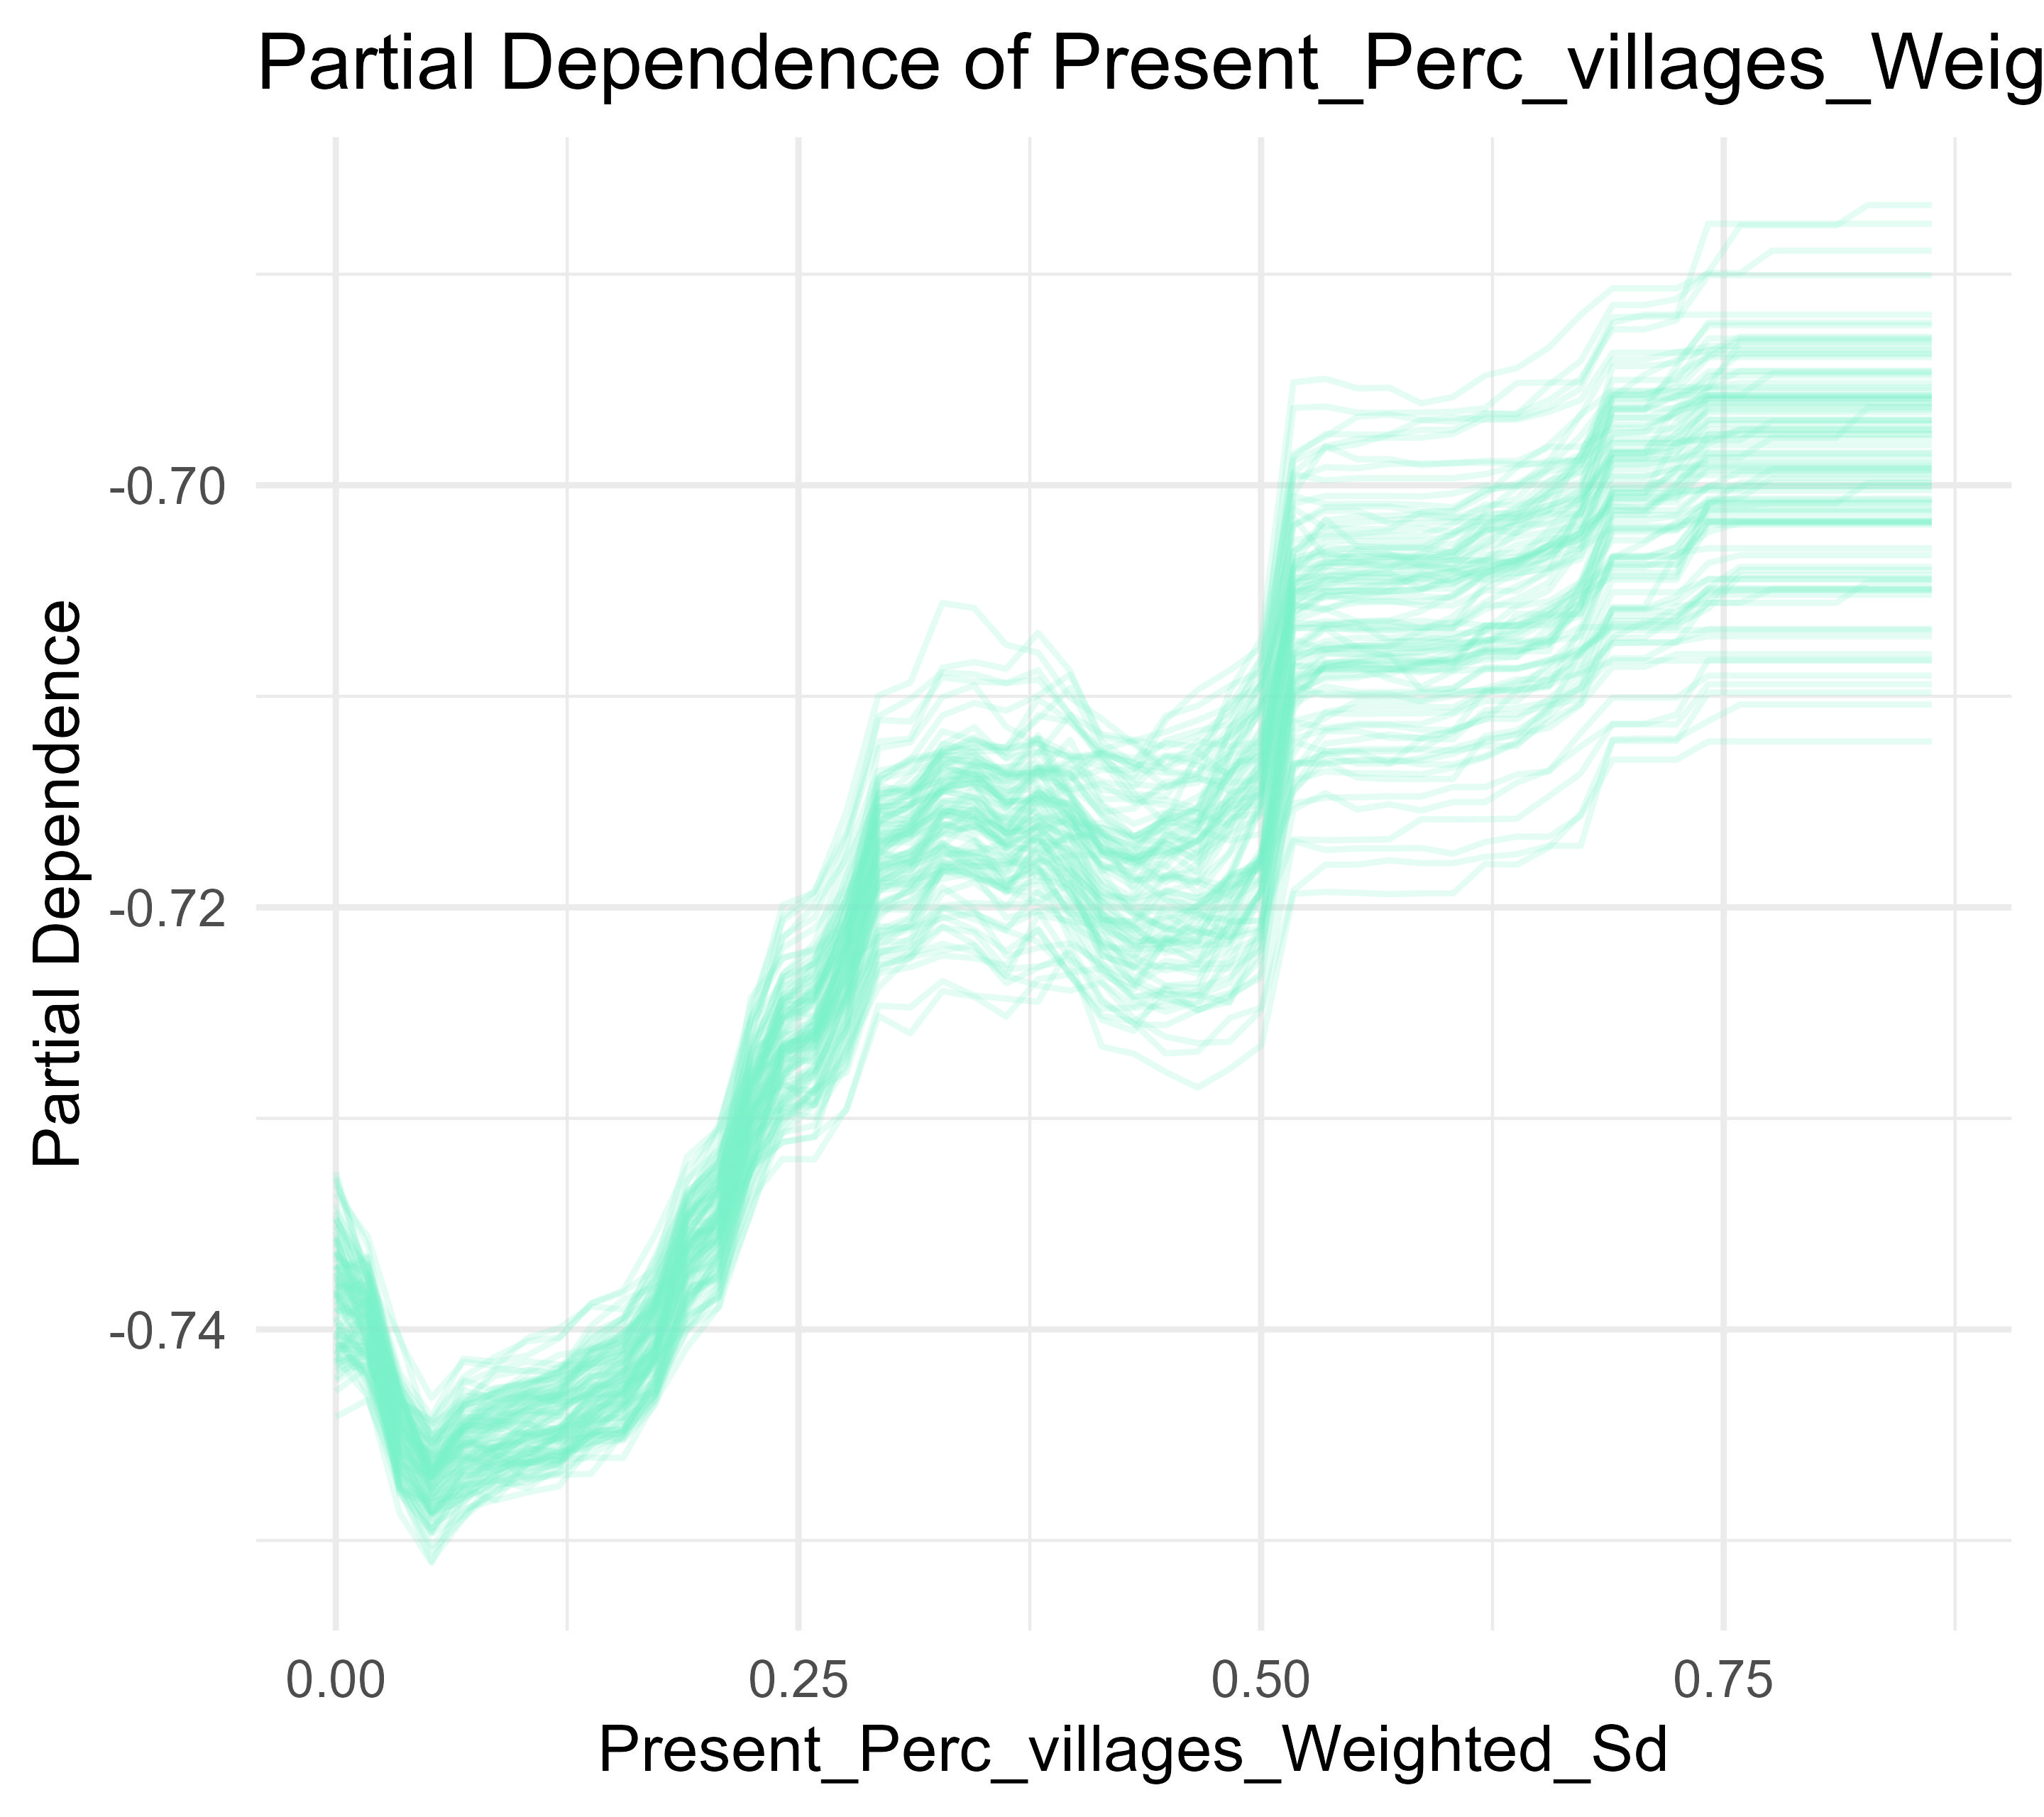 Partial Dependence of Present_Perc_villages_Weig
Partial Dependence
-0.70
-0.72
-0.74
0.00 0.25 0.50 0.75
Present_Perc_villages_Weighted_Sd